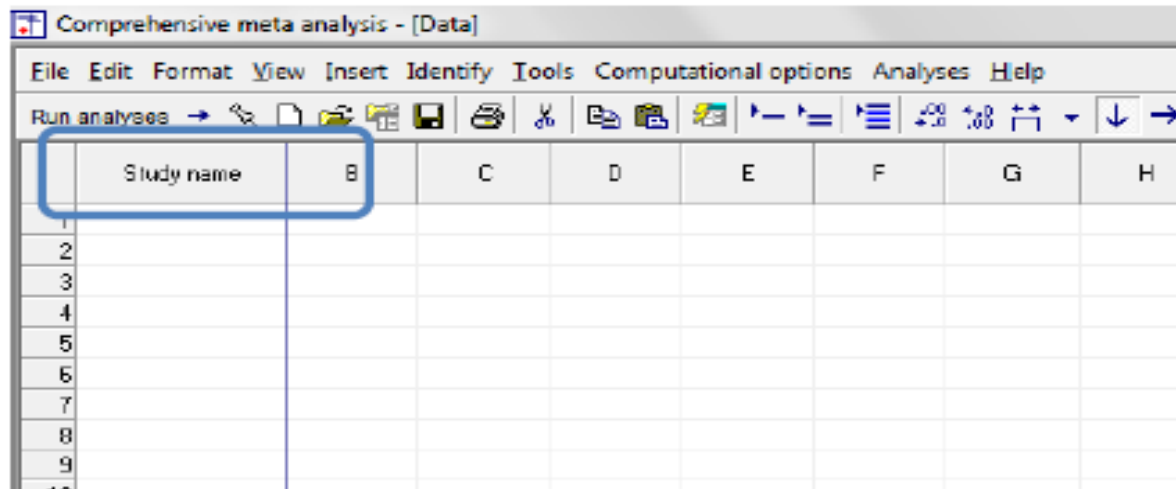 Comprehensive meta analysis - [Data]
File Edit Format View Insert Identify Tools Computational options Analyses Help
Run analyses
Study name B C D E F G H
1
2
3
4
5
6
7
8
9